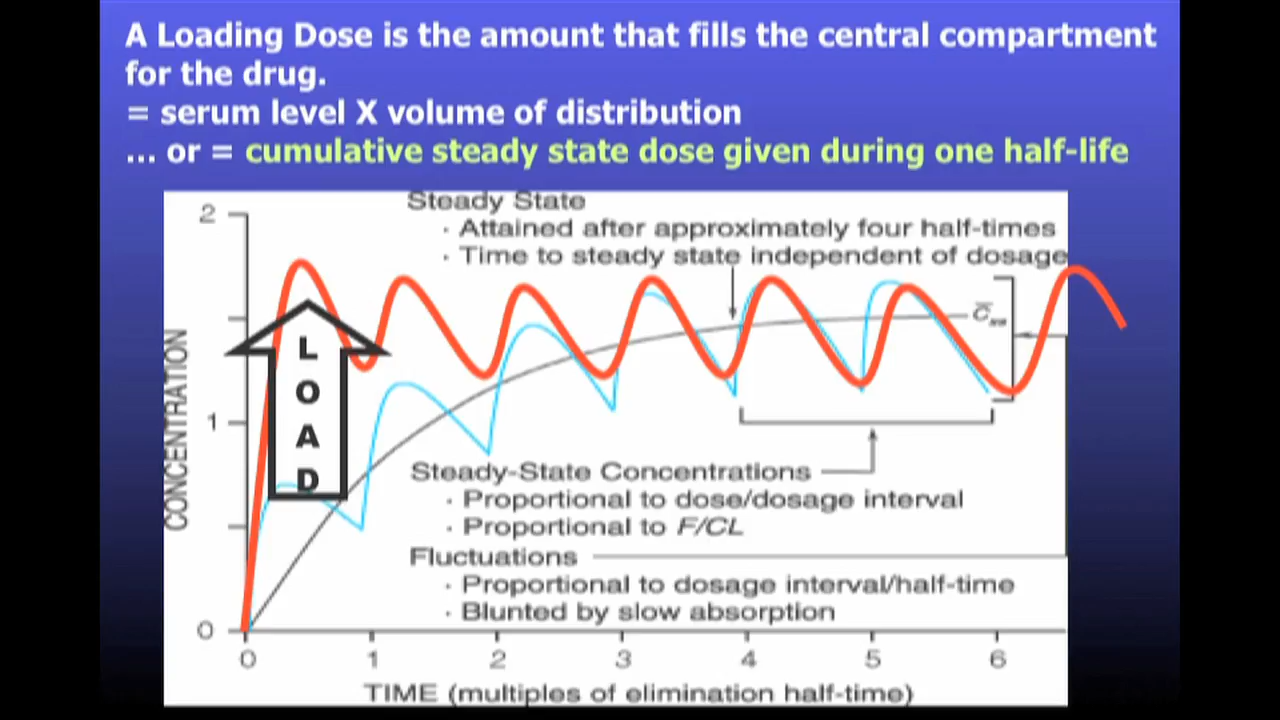 A Loading Dose is the amount that fills the central compartment
for the drug.
= serum level X volume of distribution
... or = cumulative steady state dose given during one half-life
Steady State
· Attained after approximately four half-times
· Time to steady state independent of dosage
2
1
0
CONCENTRATION
L
O
A
D
C̅ss
Steady-State Concentrations
· Proportional to dose/dosage interval
· Proportional to F/CL
Fluctuations
· Proportional to dosage interval/half-time
· Blunted by slow absorption
0 1 2 3 4 5 6
TIME (multiples of elimination half-time)